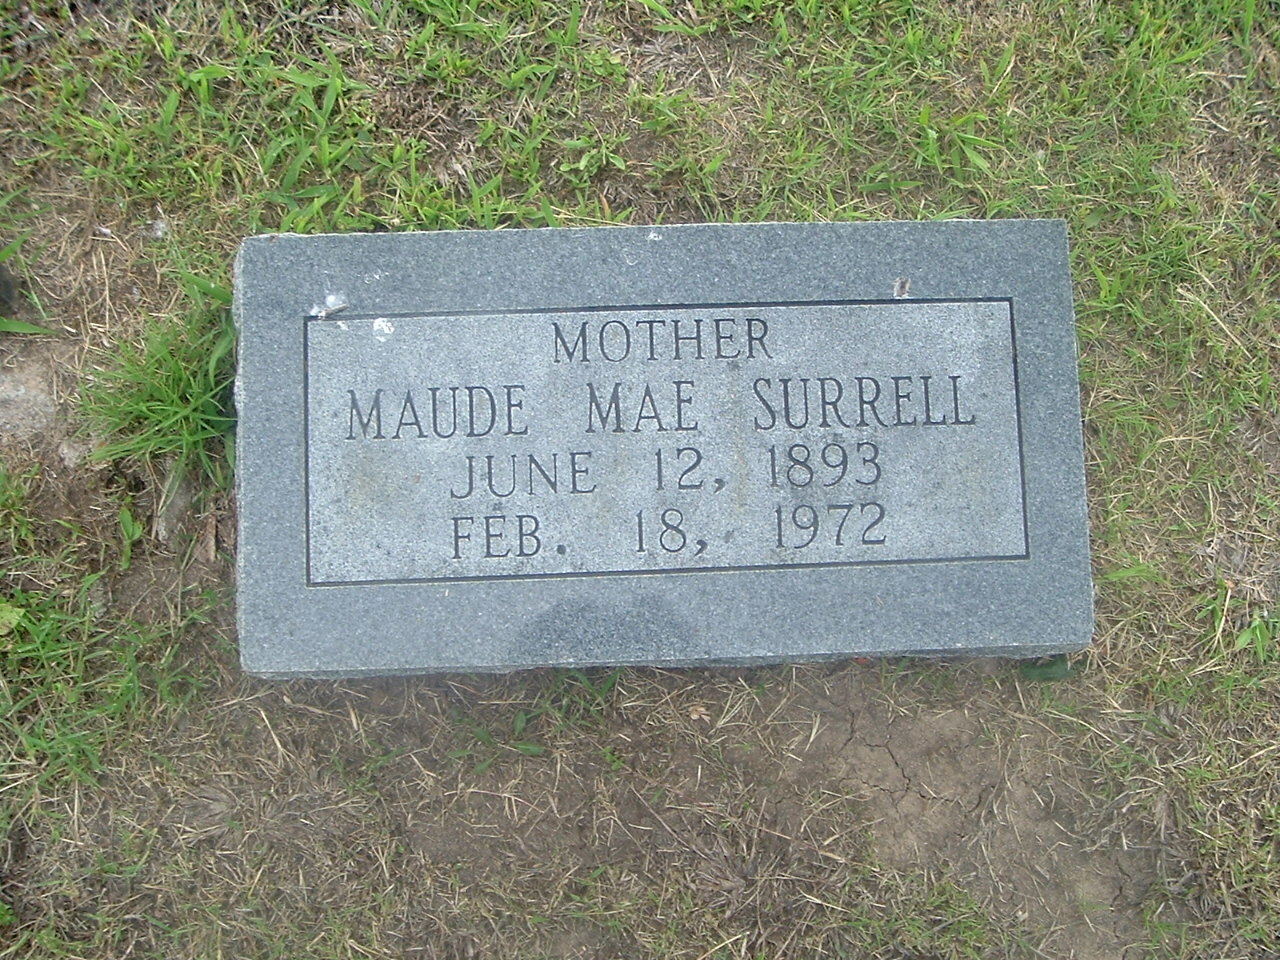 MOTHER
MAUDE MAE SURRELL
JUNE 12, 1893
FEB. 18, 1972